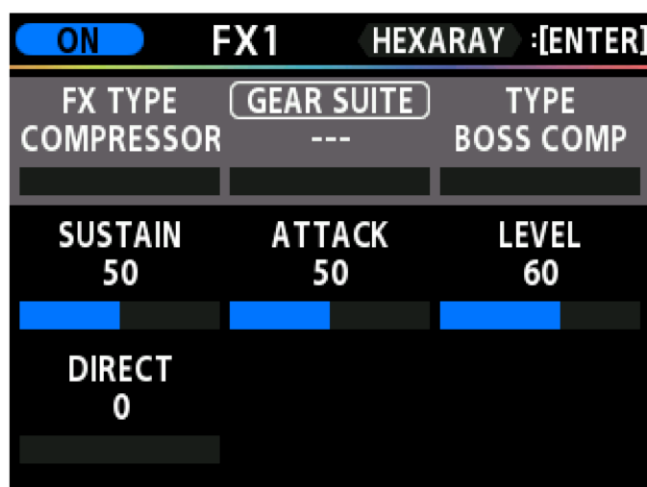 ON FX1 HEXARAY :[ENTER]
FX TYPE GEAR SUITE TYPE
COMPRESSOR --- BOSS COMP
SUSTAIN ATTACK LEVEL
50 50 60
DIRECT
0